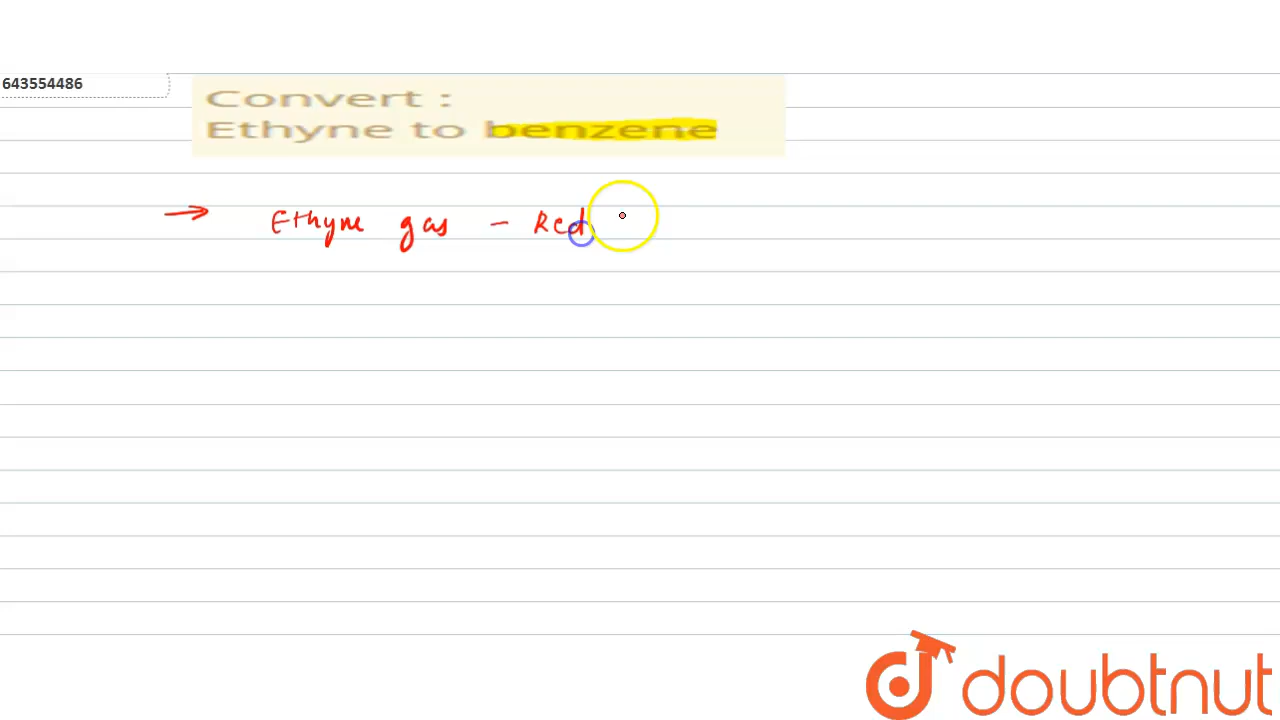 643554486
Convert :
Ethyne to benzene
→ Ethyne gas - Red
doubtnut